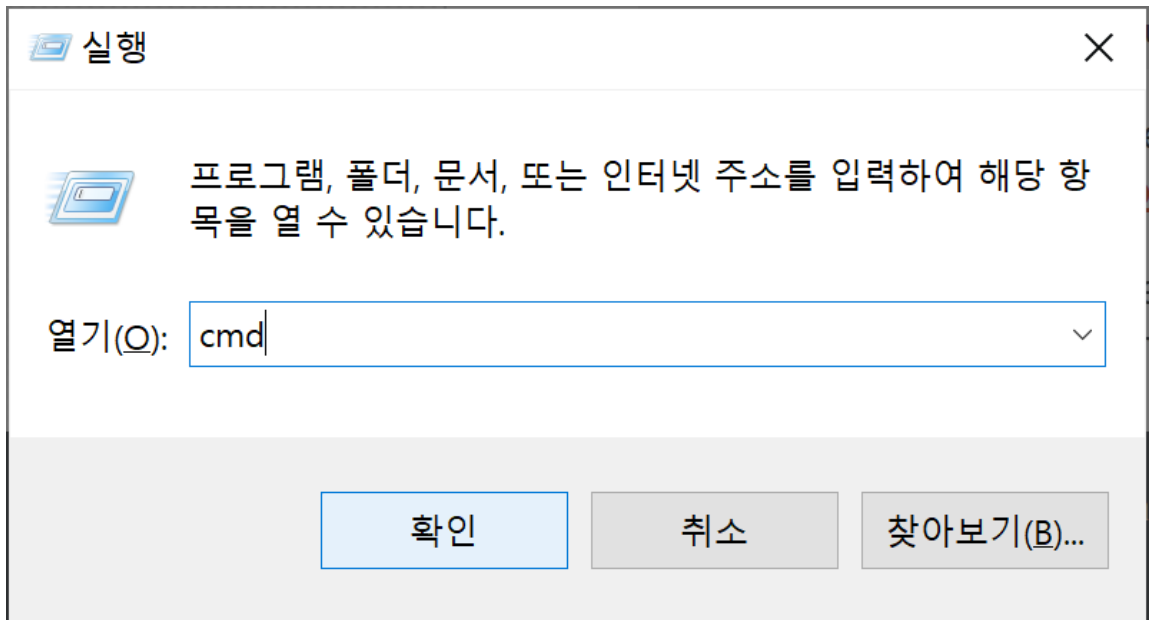 실행
프로그램, 폴더, 문서, 또는 인터넷 주소를 입력하여 해당 항
목을 열 수 있습니다.
열기(O): cmd
확인 취소 찾아보기(B)...